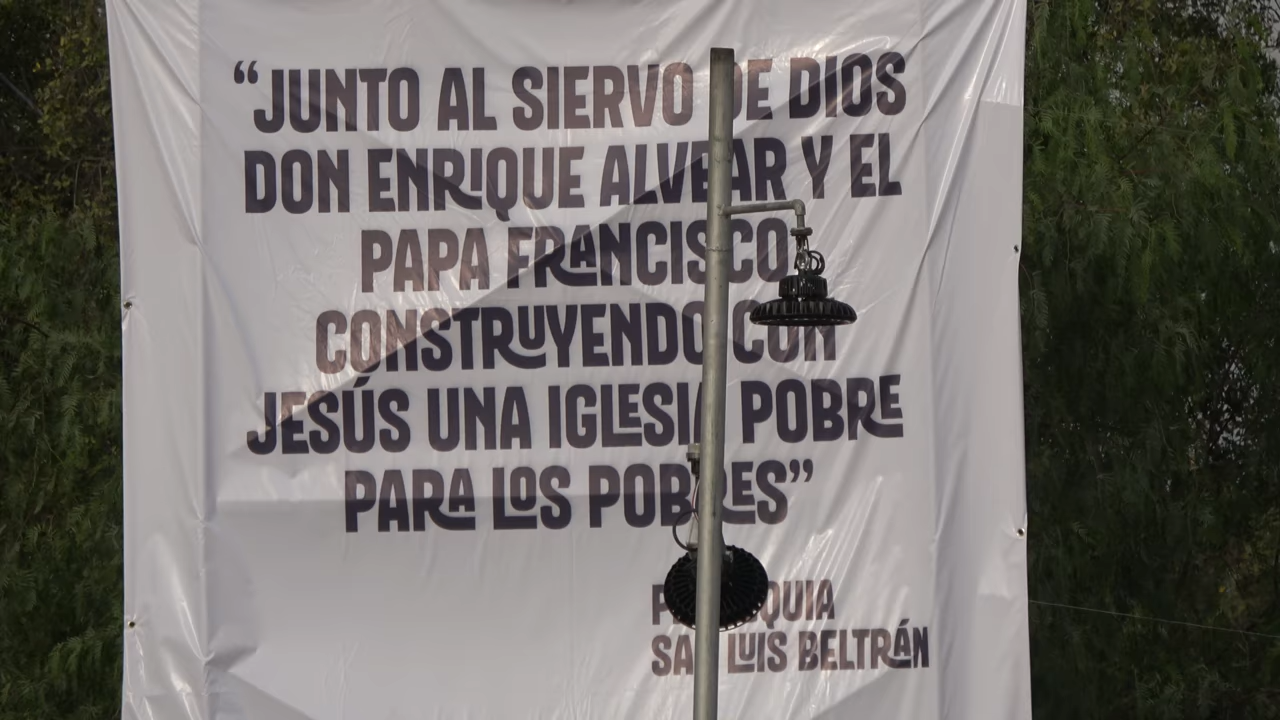 “JUNTO AL SIERVO DE DIOS
DON ENRIQUE ALVEAR Y EL
PAPA FRANCISCO
CONSTRUYENDO CON
JESÚS UNA IGLESIA POBRE
PARA LOS POBRES”
PARROQUIA
SAN LUIS BELTRÁN